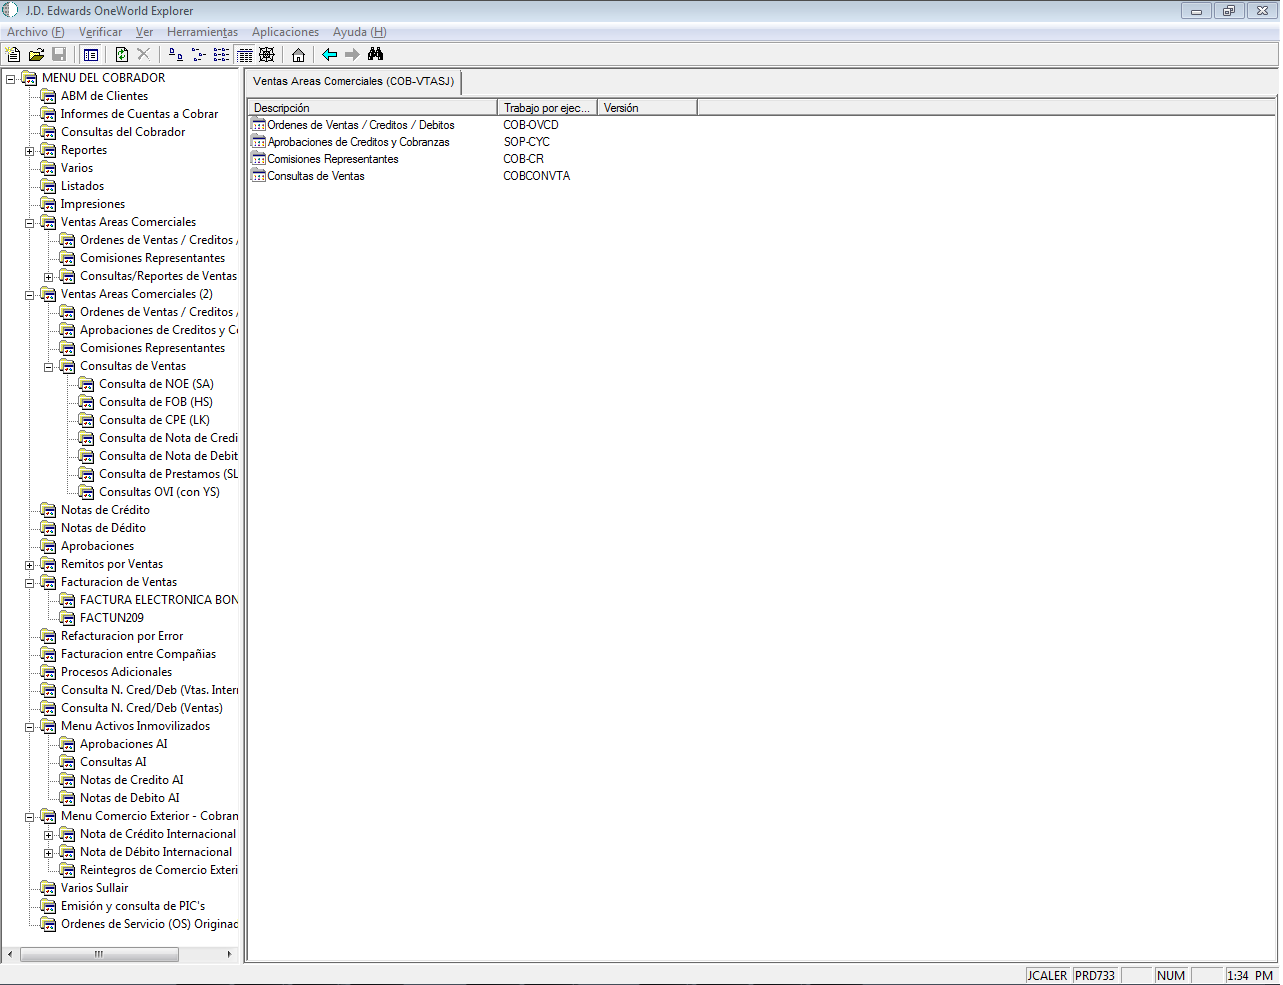 J.D. Edwards OneWorld Explorer
Archivo (F) Verificar Ver Herramientas Aplicaciones Ayuda (H)
MENU DEL COBRADOR
ABM de Clientes
Informes de Cuentas a Cobrar
Consultas del Cobrador
Reportes
Varios
Listados
Impresiones
Ventas Areas Comerciales
Ordenes de Ventas / Creditos /
Comisiones Representantes
Consultas/Reportes de Ventas
Ventas Areas Comerciales (2)
Ordenes de Ventas / Creditos /
Aprobaciones de Creditos y Co
Comisiones Representantes
Consultas de Ventas
Consulta de NOE (SA)
Consulta de FOB (HS)
Consulta de CPE (LK)
Consulta de Nota de Credi
Consulta de Nota de Debit
Consulta de Prestamos (SL
Consultas OVI (con YS)
Notas de Crédito
Notas de Dédito
Aprobaciones
Remitos por Ventas
Facturacion de Ventas
FACTURA ELECTRONICA BON
FACTUN209
Refacturacion por Error
Facturacion entre Compañias
Procesos Adicionales
Consulta N. Cred/Deb (Vtas. Inter
Consulta N. Cred/Deb (Ventas)
Menu Activos Inmovilizados
Aprobaciones AI
Consultas AI
Notas de Credito AI
Notas de Debito AI
Menu Comercio Exterior - Cobran
Nota de Crédito Internacional
Nota de Débito Internacional
Reintegros de Comercio Exteri
Varios Sullair
Emisión y consulta de PIC's
Ordenes de Servicio (OS) Originad
Ventas Areas Comerciales (COB-VTASJ)
Descripción Trabajo por ejec... Versión
Ordenes de Ventas / Creditos / Debitos COB-OVCD
Aprobaciones de Creditos y Cobranzas SOP-CYC
Comisiones Representantes COB-CR
Consultas de Ventas COBCONVTA
JCALER PRD733 NUM 1:34 PM